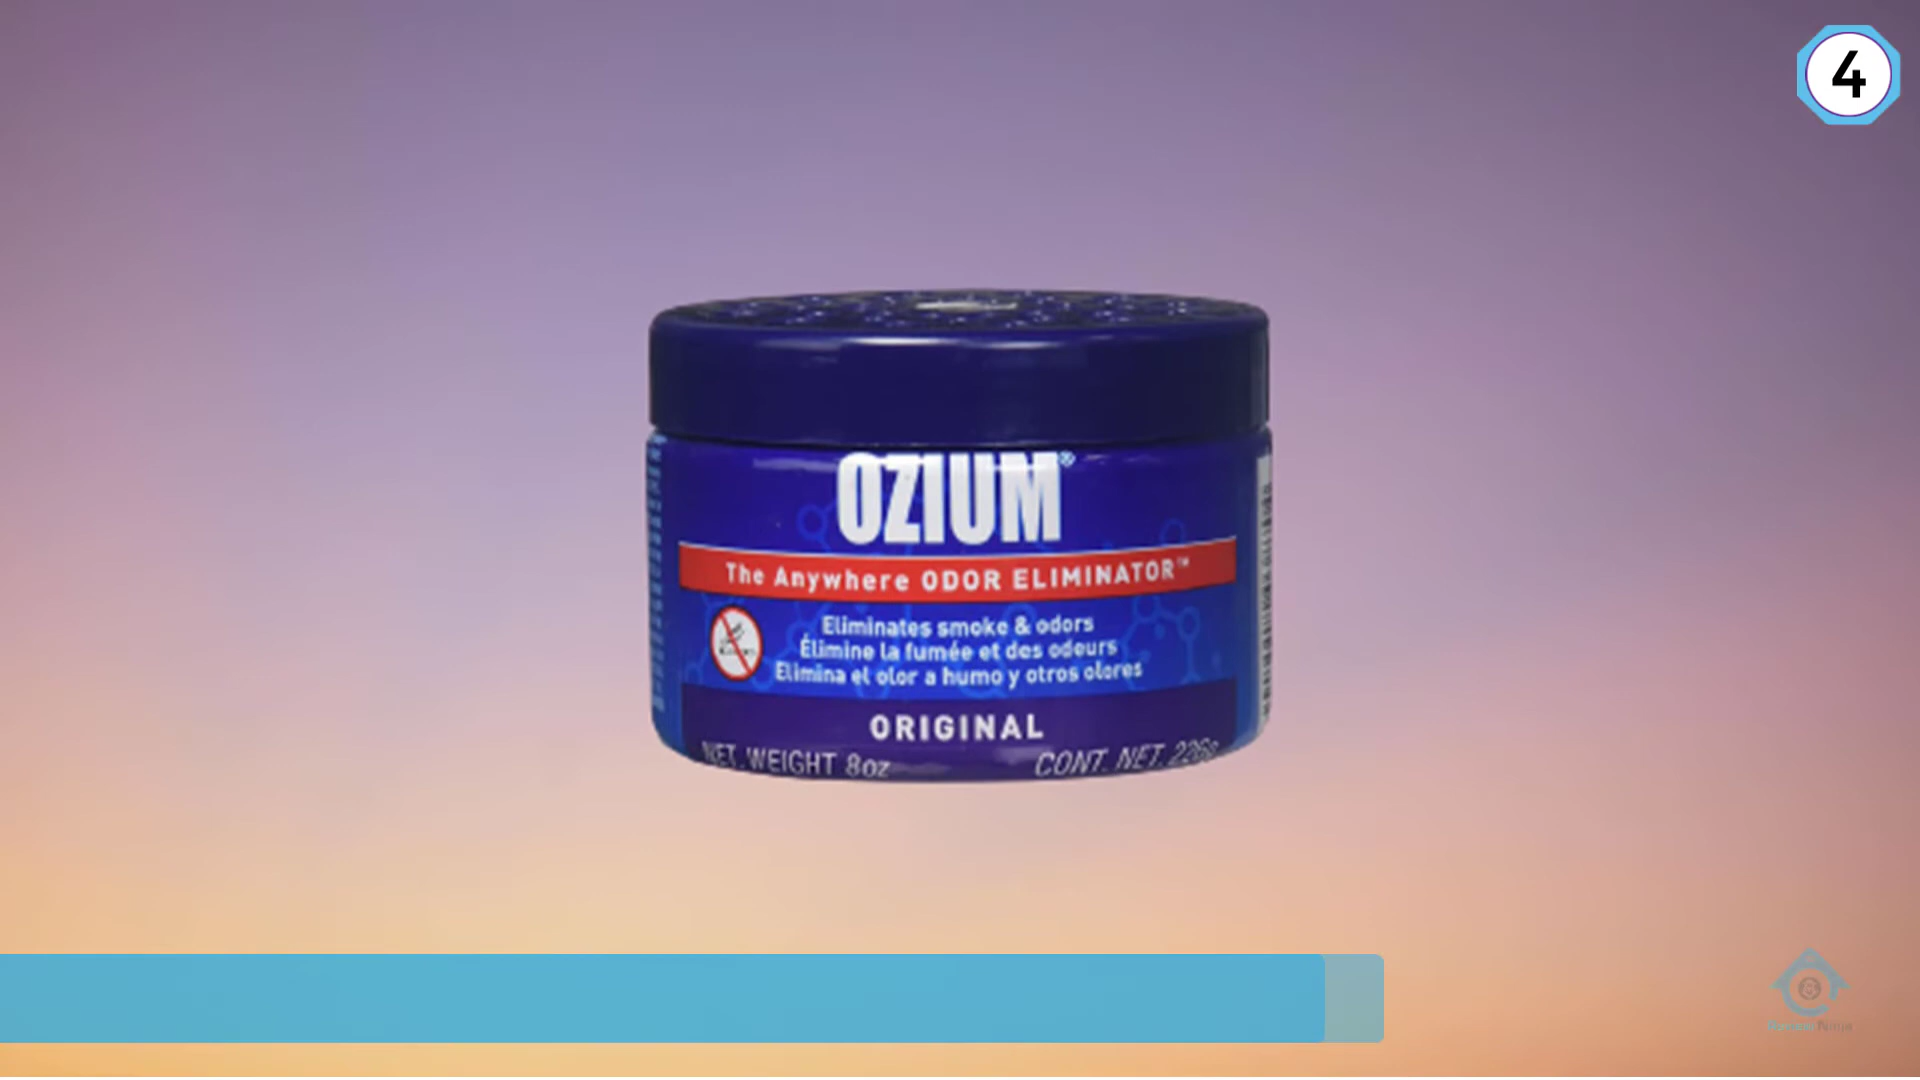 4
OZIUM®
The Anywhere ODOR ELIMINATOR™
Eliminates smoke & odors
Élimine la fumée et des odeurs
Elimina el olor a humo y otros olores
ORIGINAL
NET. WEIGHT 8oz
CONT. NET. 226g
Ninja